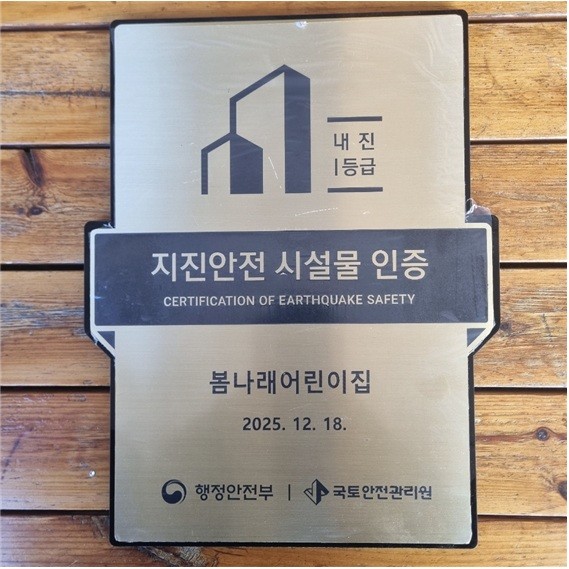 내 진
I등급
지진안전 시설물 인증
CERTIFICATION OF EARTHQUAKE SAFETY
봄나래어린이집
2025. 12. 18.
행정안전부 | 국토안전관리원